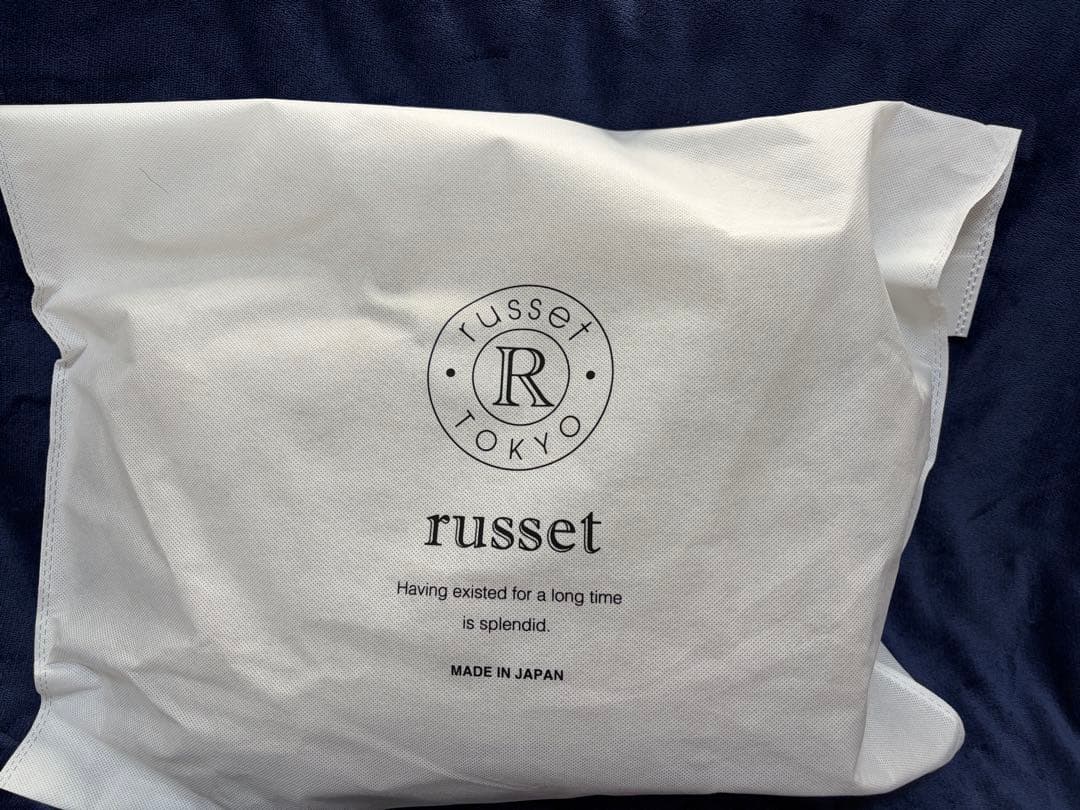 russet
R
TOKYO
russet
Having existed for a long time
is splendid.
MADE IN JAPAN